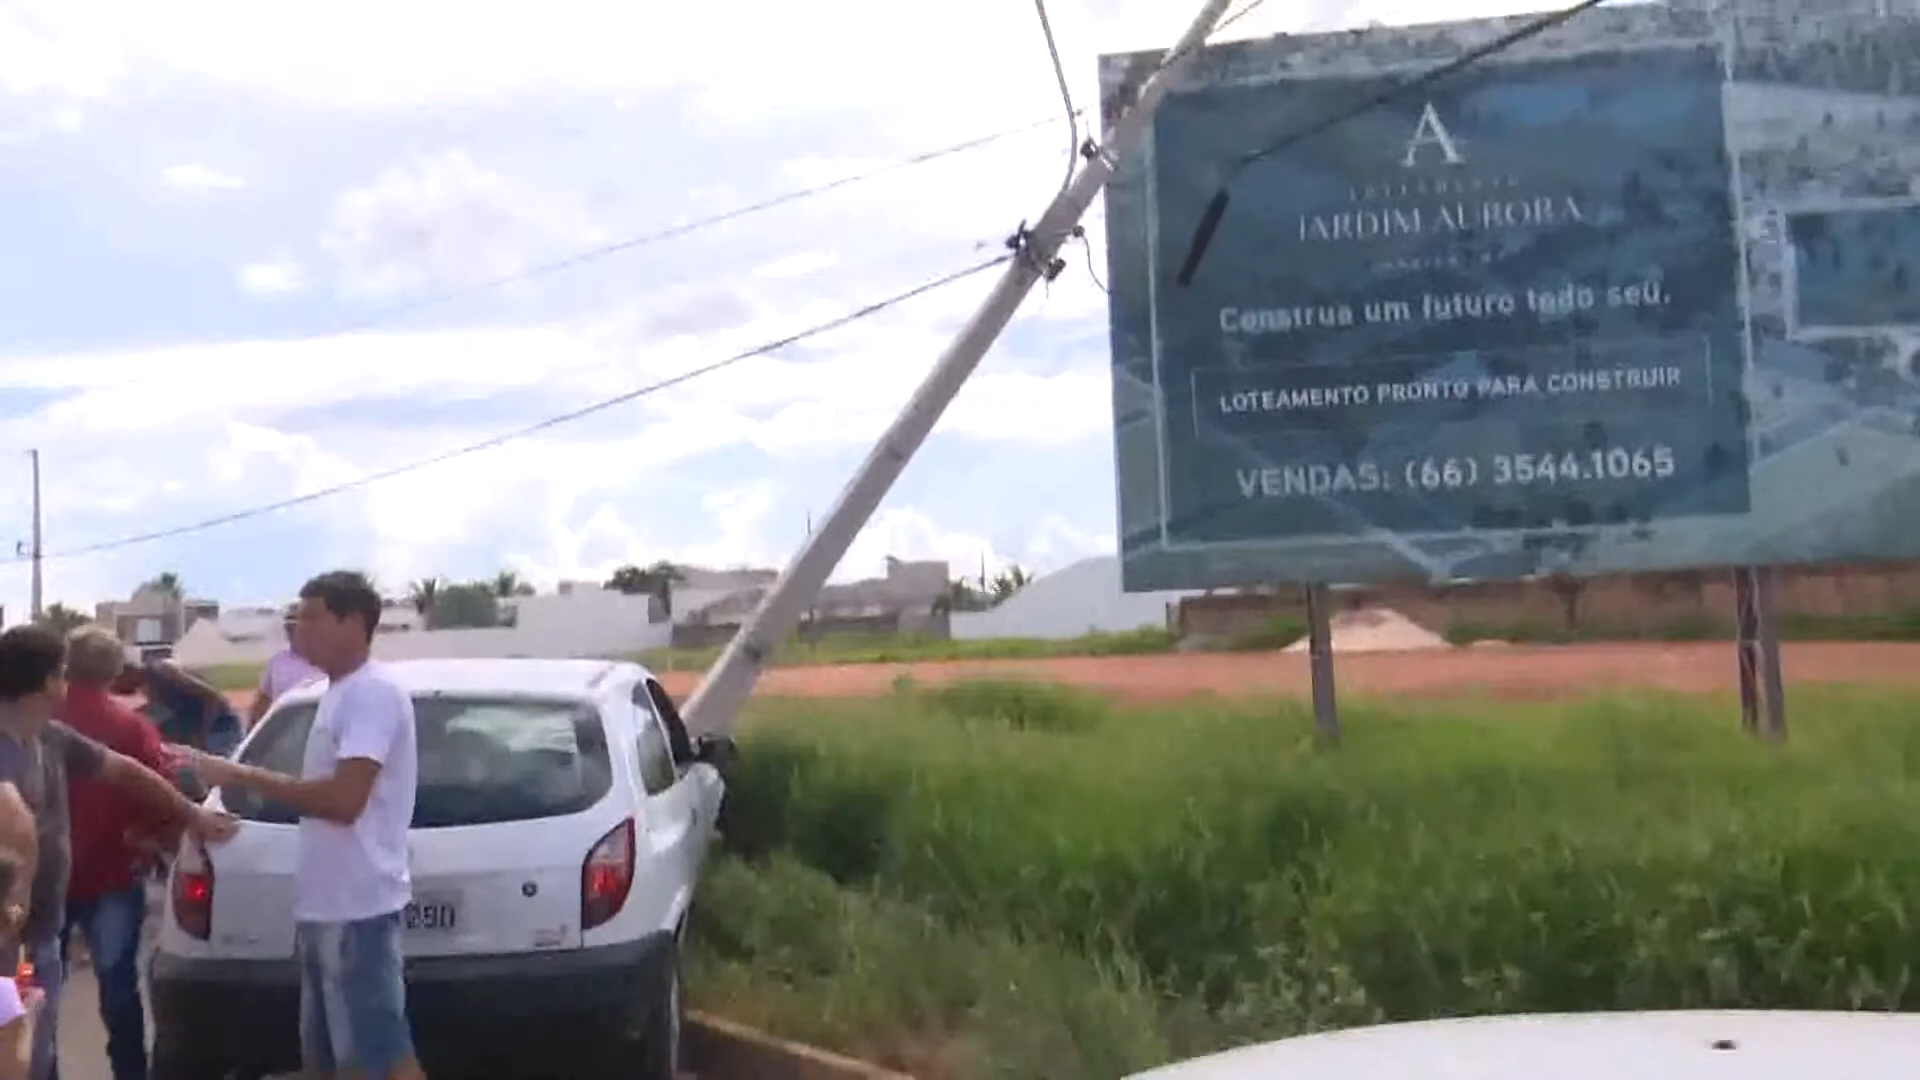 A
LOTEAMENTO
JARDIM AURORA
Construa um futuro todo seu.
LOTEAMENTO PRONTO PARA CONSTRUIR
VENDAS: (66) 3544.1065